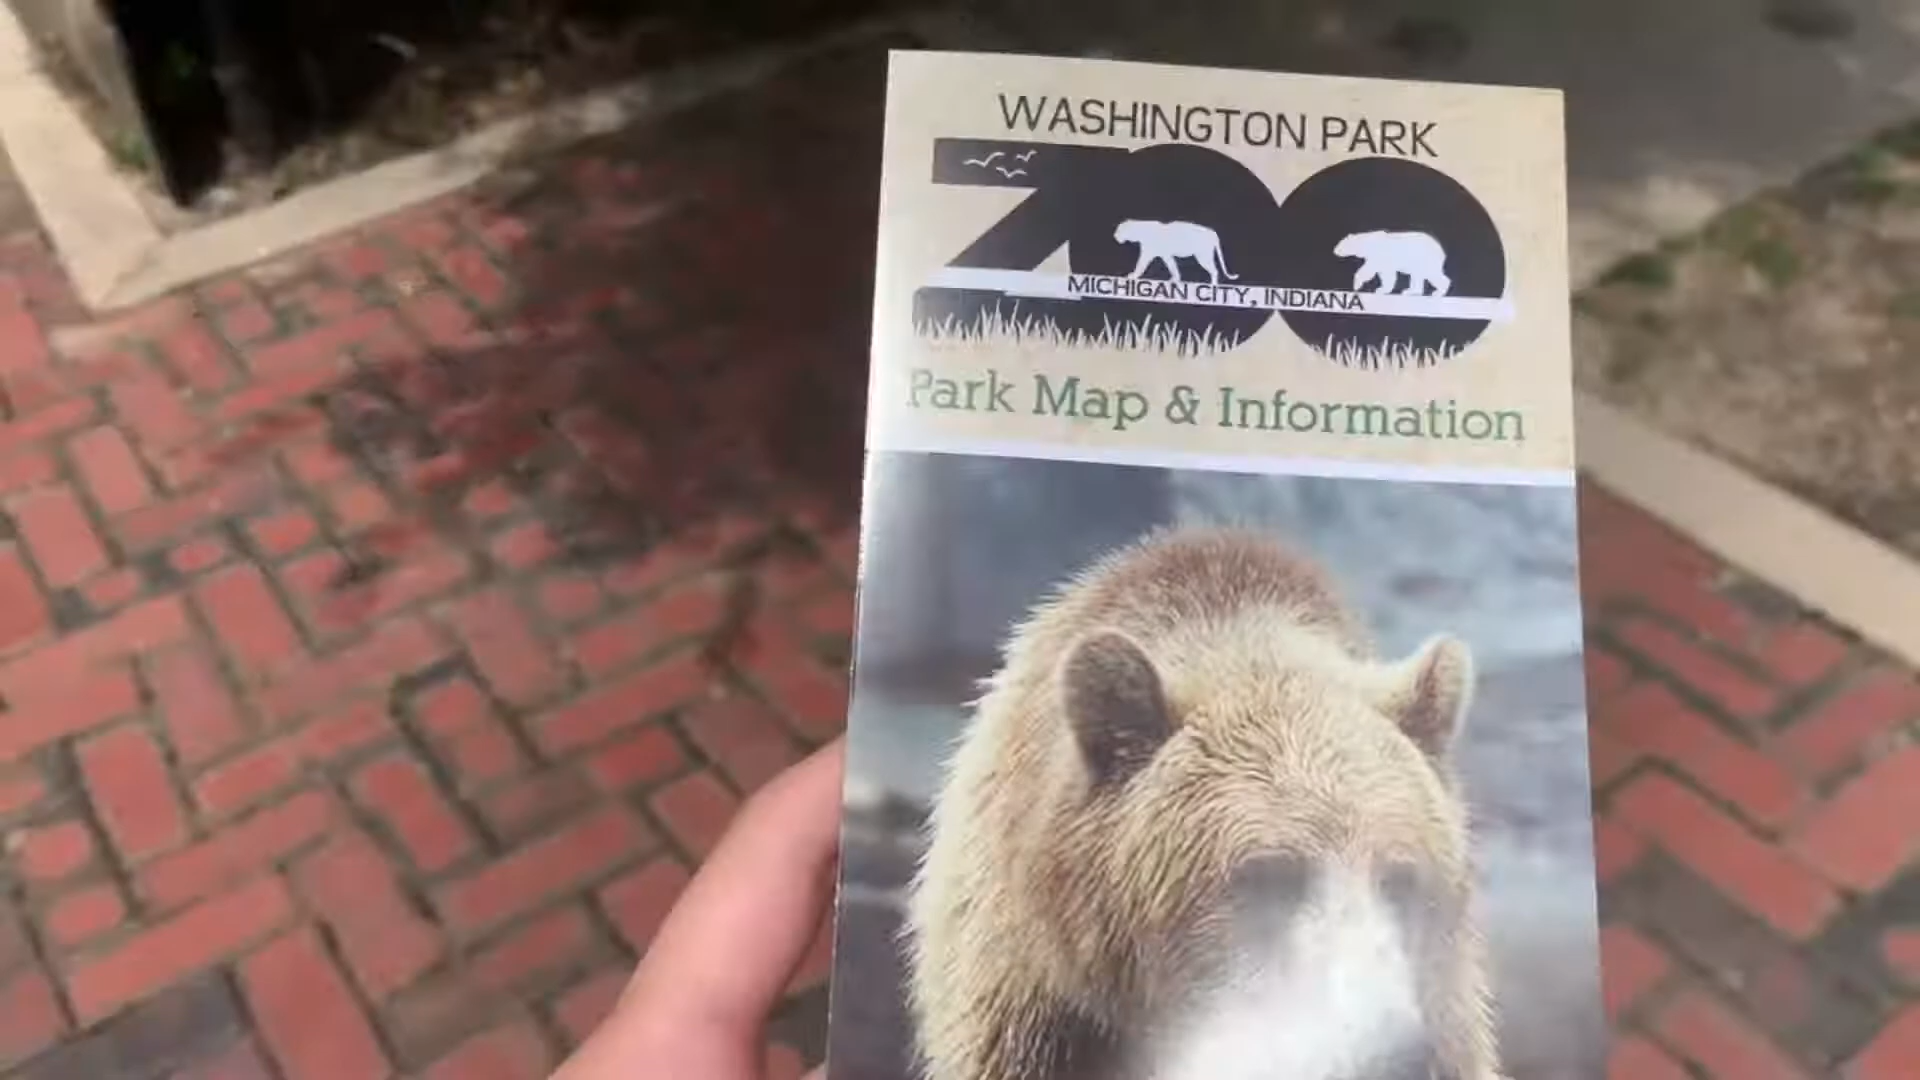 WASHINGTON PARK
ZOO
MICHIGAN CITY, INDIANA
Park Map & Information